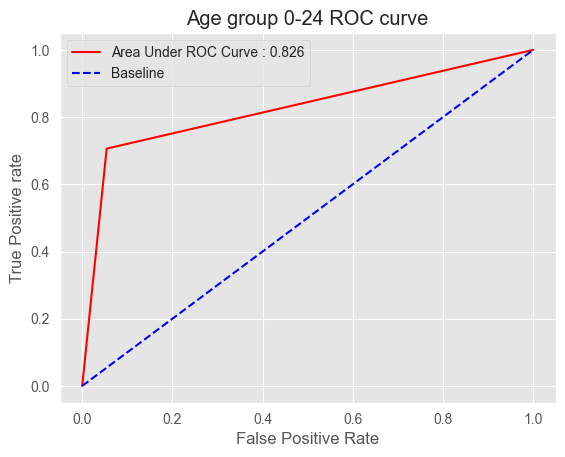 Age group 0-24 ROC curve
Area Under ROC Curve : 0.826
Baseline
True Positive rate
1.0
0.8
0.6
0.4
0.2
0.0
0.0 0.2 0.4 0.6 0.8 1.0
False Positive Rate